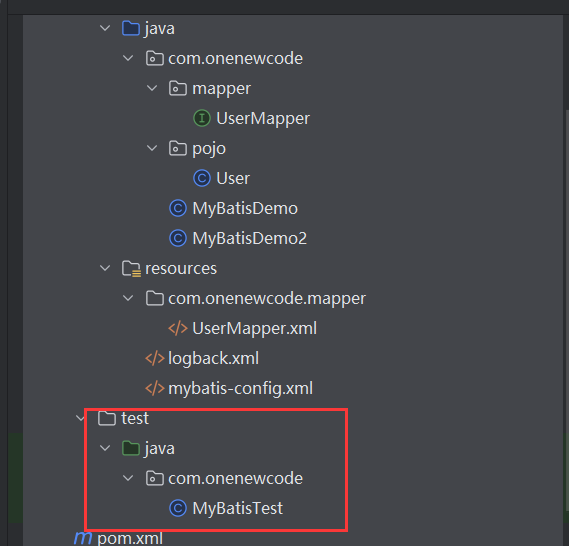 java
com.onenewcode
mapper
UserMapper
pojo
User
MyBatisDemo
MyBatisDemo2
resources
com.onenewcode.mapper
UserMapper.xml
logback.xml
mybatis-config.xml
test
java
com.onenewcode
MyBatisTest
pom.xml